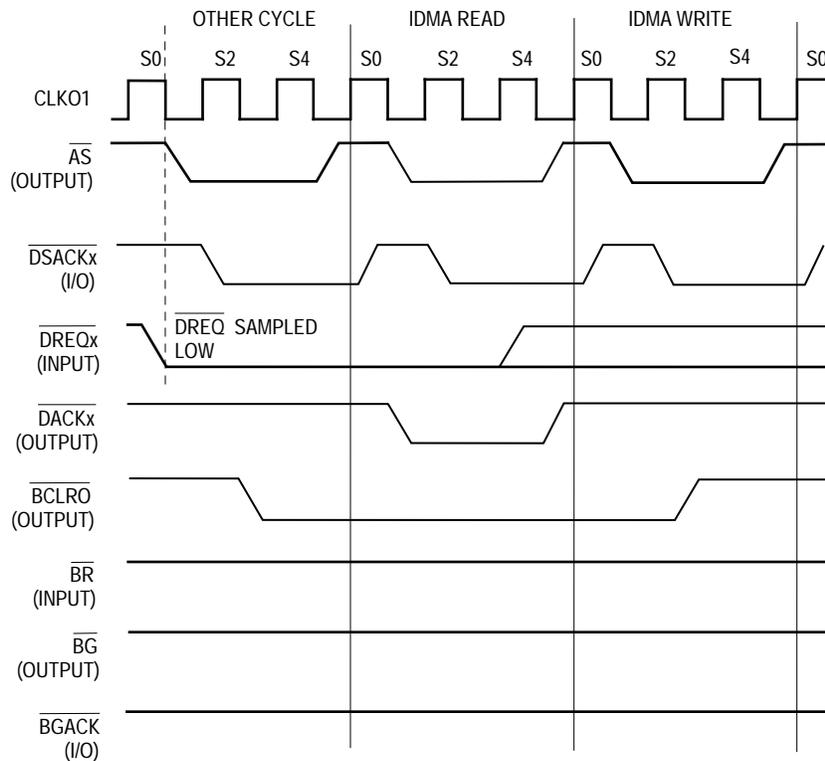 OTHER CYCLE IDMA READ IDMA WRITE
S0 S2 S4 S0 S2 S4 S0 S2 S4 S0
CLKO1
AS
(OUTPUT)
DSACKx
(I/O)
DREQx
(INPUT)
DREQ SAMPLED
LOW
DACKx
(OUTPUT)
BCLRO
(OUTPUT)
BR
(INPUT)
BG
(OUTPUT)
BGACK
(I/O)